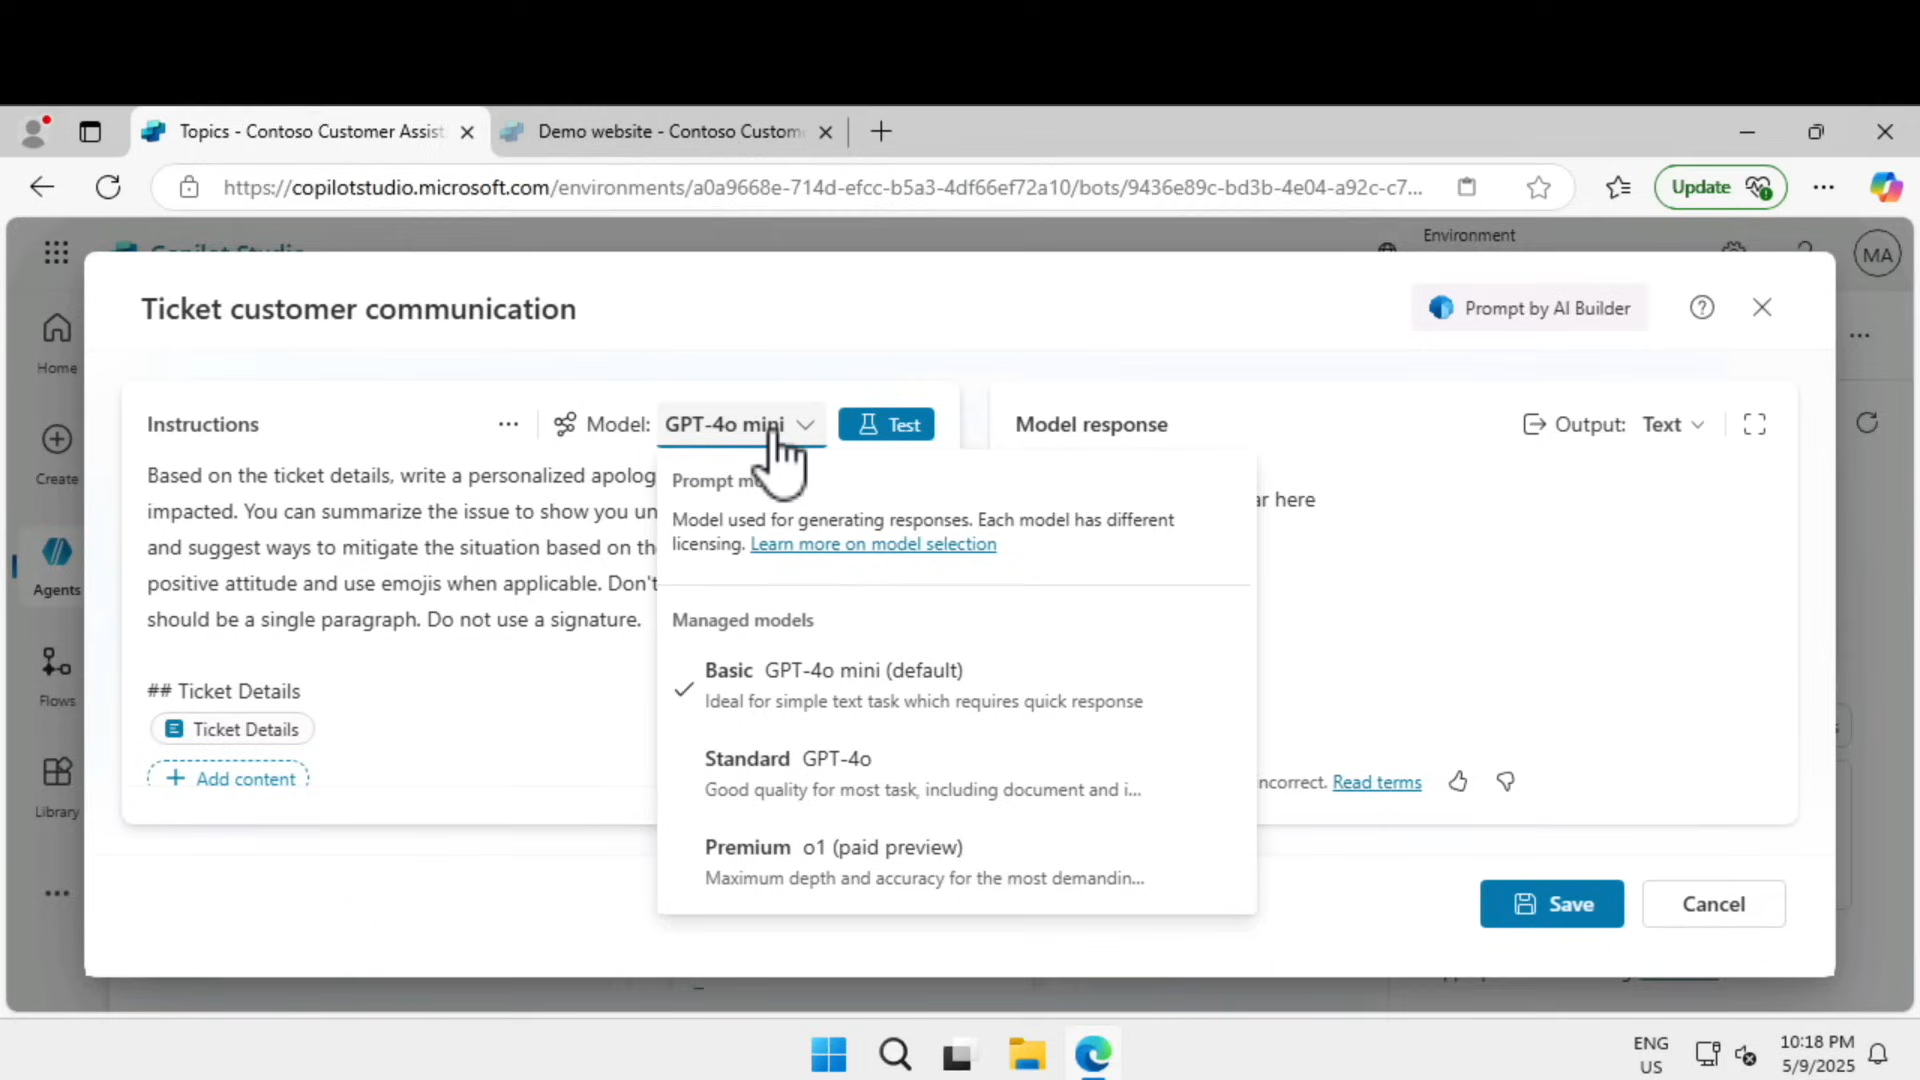 Topics - Contoso Customer Assist
Demo website - Contoso Custom
https://copilotstudio.microsoft.com/environments/a0a9668e-714d-efcc-b5a3-4df66ef72a10/bots/9436e89c-bd3b-4e04-a92c-c7...
Update
Copilot Studio
Environment
MA
Ticket customer communication
Prompt by AI Builder
Home
Create
Agents
Flows
Library
Instructions
Model: GPT-4o mini
Test
Based on the ticket details, write a personalized apolog
impacted. You can summarize the issue to show you un
and suggest ways to mitigate the situation based on th
positive attitude and use emojis when applicable. Don't
should be a single paragraph. Do not use a signature.
## Ticket Details
Ticket Details
+ Add content
Prompt mo
Model used for generating responses. Each model has different
licensing. Learn more on model selection
Managed models
Basic GPT-4o mini (default)
Ideal for simple text task which requires quick response
Standard GPT-4o
Good quality for most task, including document and i...
Premium o1 (paid preview)
Maximum depth and accuracy for the most demandin...
Model response
Output: Text
ar here
ncorrect. Read terms
Save
Cancel
ENG
US
10:18 PM
5/9/2025